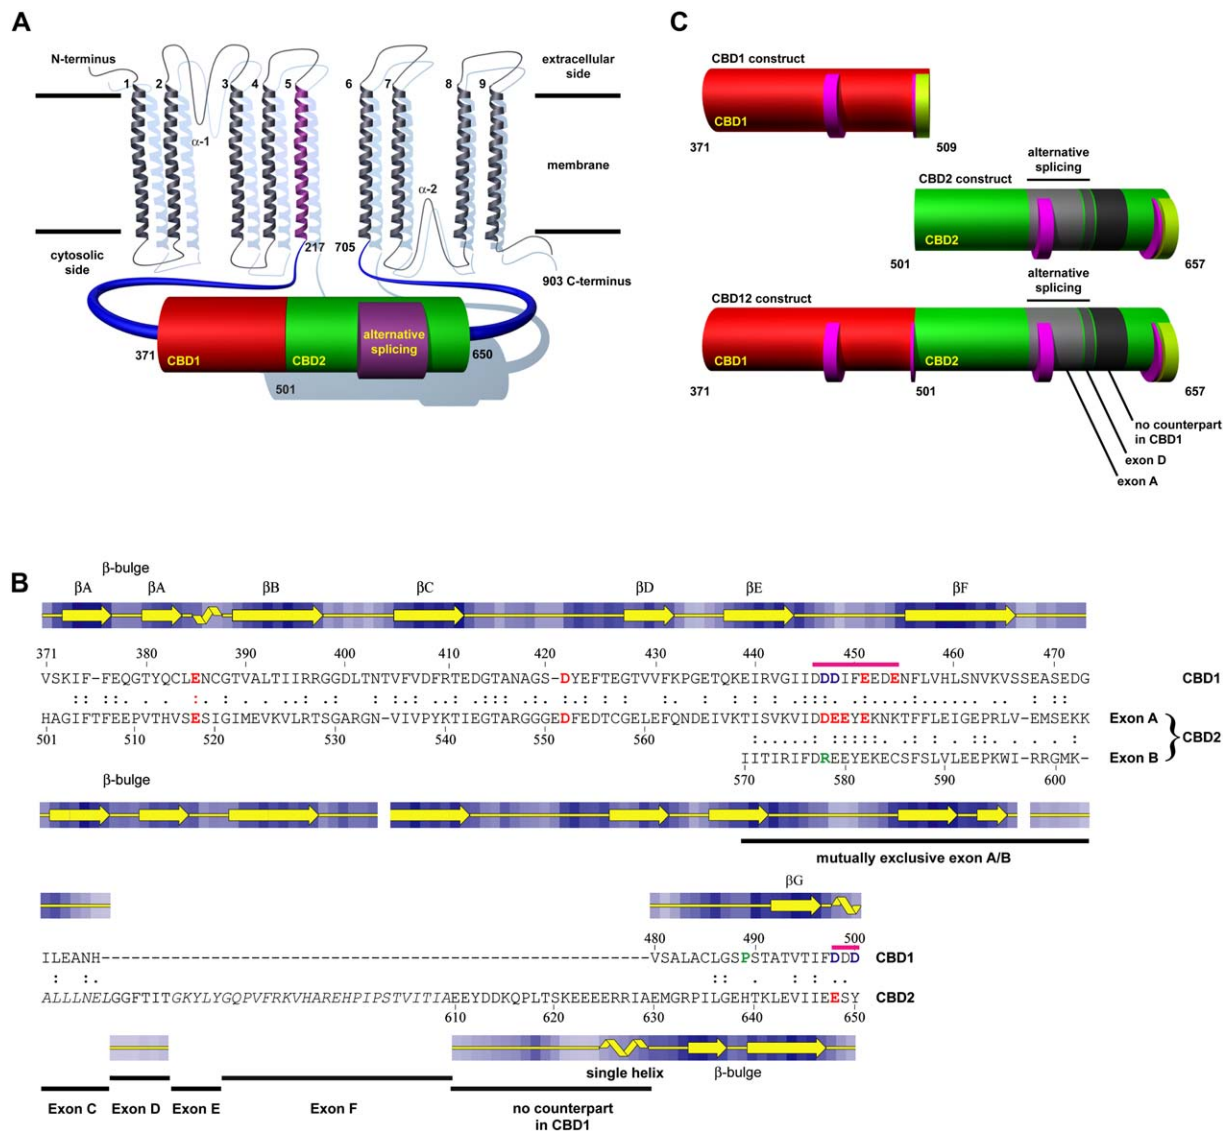 A
N-terminus
1 2 3 4 5 6 7 8 9
extracellular
side
α-1
membrane
α-2
cytosolic
side
217 705
903 C-terminus
alternative
splicing
371 CBD1 CBD2 650
501
C
CBD1 construct
CBD1
371 509
alternative
splicing
CBD2 construct
CBD2
501 657
alternative
splicing
CBD12 construct
CBD1 CBD2
371 501 657
no counterpart
in CBD1
exon D
exon A
B
β-bulge
βA βA βB βC βD βE βF
371 380 390 400 410 420 430 440 450 460 470
VSKIF-FEQGTYQCLENCGTVALTIIRRGGDLTNTVFVDFRTEDGTANAGS-DYEFTEGTVVFKPGETQKEIRVGIIDDDIFEEDENFLVHLSNVKVSSEASEDG CBD1
HAGIFTFEEPVTHVSESIGIMEVKVLRTSGARGN-VIVPYKTIEGTARGGGEDFEDTCGELEFQNDEIVKTISVKVIDDEEYEKNKTFFLEIGEPRLV-EMSEKK Exon A
501 510 520 530 540 550 560
CBD2
IITIRIFDREEYEKECSFSLVLEEPKWI-RRGMK- Exon B
570 580 590 600
β-bulge
mutually exclusive exon A/B
βG
480 490 500
ILEANH-------------------------------------------------------VSALACLGSPSTATVTIFDDD CBD1
ALLLNELGGFTITGKYLYGQPVFRKVHAREHPIPSTVITIAEEYDDKQPLTSKEEEERRIAEMGRPILGEHTKLEVIIEESY CBD2
610 620 630 640 650
single helix β-bulge
Exon C Exon D Exon E Exon F no counterpart
in CBD1